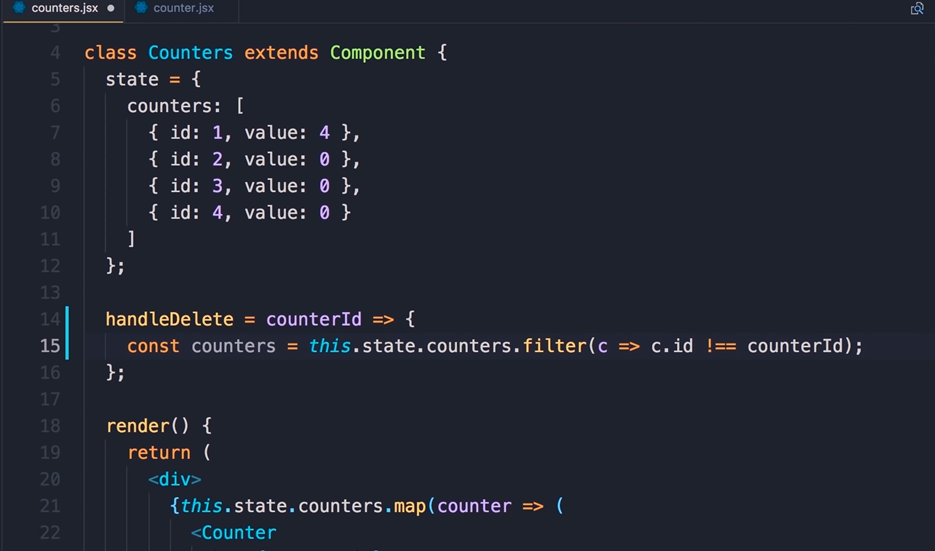 counters.jsx ● counter.jsx
3
4 class Counters extends Component {
5 state = {
6 counters: [
7 { id: 1, value: 4 },
8 { id: 2, value: 0 },
9 { id: 3, value: 0 },
10 { id: 4, value: 0 }
11 ]
12 };
13
14 handleDelete = counterId => {
15 const counters = this.state.counters.filter(c => c.id !== counterId);
16 };
17
18 render() {
19 return (
20 <div>
21 {this.state.counters.map(counter => (
22 <Counter